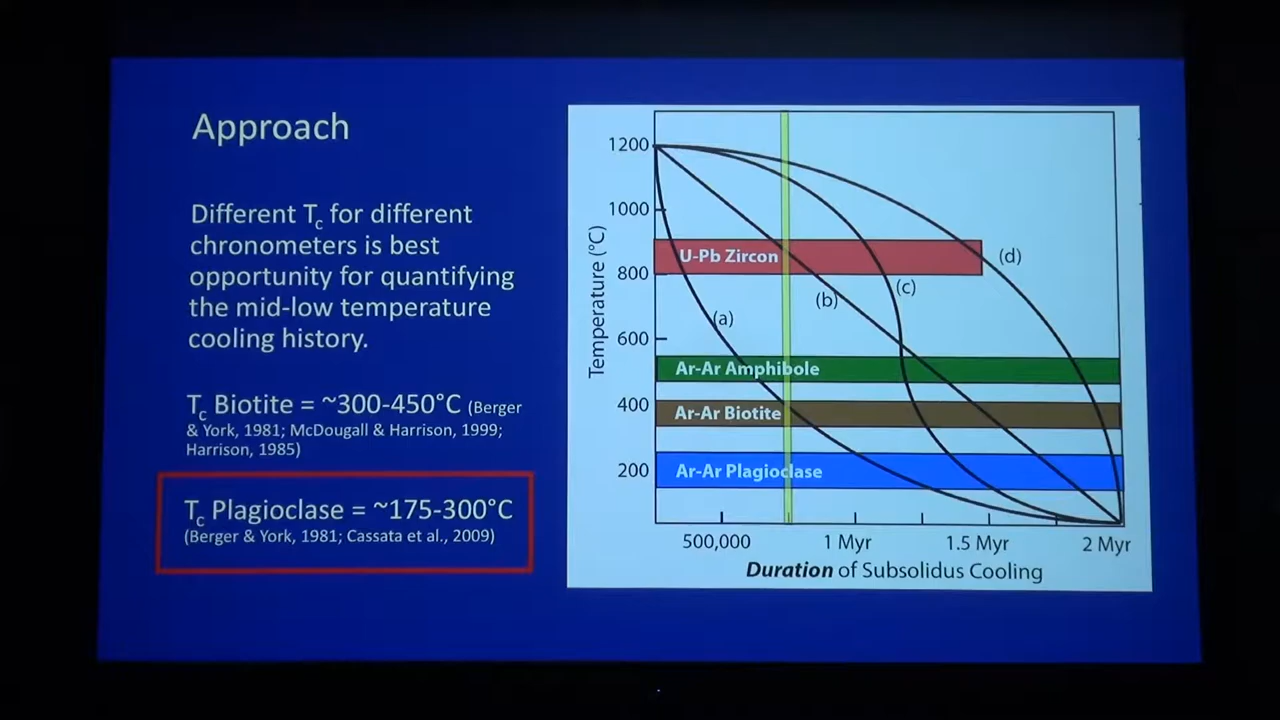 Approach
Different Tc for different
chronometers is best
opportunity for quantifying
the mid-low temperature
cooling history.
Tc Biotite = ~300-450°C (Berger
& York, 1981; McDougall & Harrison, 1999;
Harrison, 1985)
Tc Plagioclase = ~175-300°C
(Berger & York, 1981; Cassata et al., 2009)
Temperature (°C)
1200
1000
800
600
400
200
U-Pb Zircon
(d)
(c)
(b)
(a)
Ar-Ar Amphibole
Ar-Ar Biotite
Ar-Ar Plagioclase
500,000
1 Myr
1.5 Myr
2 Myr
Duration of Subsolidus Cooling